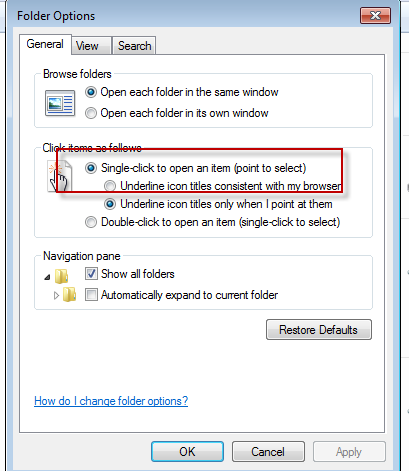 Folder Options
General
View
Search
Browse folders
Open each folder in the same window
Open each folder in its own window
Click items as follows
Single-click to open an item (point to select)
Underline icon titles consistent with my browser
Underline icon titles only when I point at them
Double-click to open an item (single-click to select)
Navigation pane
Show all folders
Automatically expand to current folder
Restore Defaults
How do I change folder options?
OK
Cancel
Apply